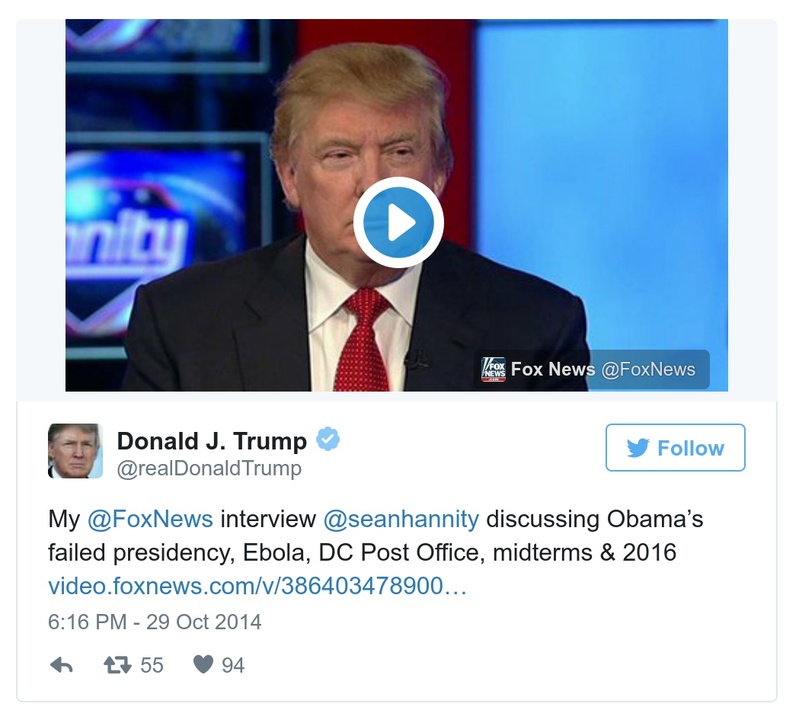 nnity
FOX
NEWS
Fox News @FoxNews
Donald J. Trump
Follow
@realDonaldTrump
My @FoxNews interview @seanhannity discussing Obama’s
failed presidency, Ebola, DC Post Office, midterms & 2016
video.foxnews.com/v/386403478900…
6:16 PM - 29 Oct 2014
55 94